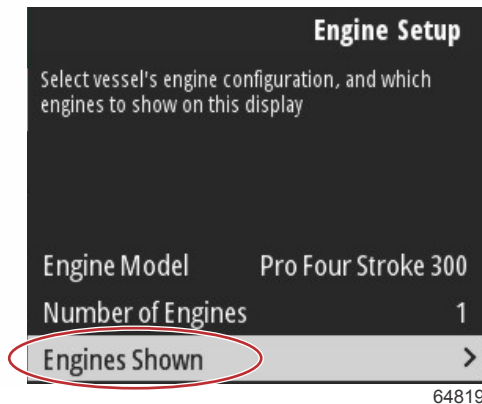 Engine Setup
Select vessel's engine configuration, and which
engines to show on this display
Engine Model Pro Four Stroke 300
Number of Engines 1
Engines Shown >
64819